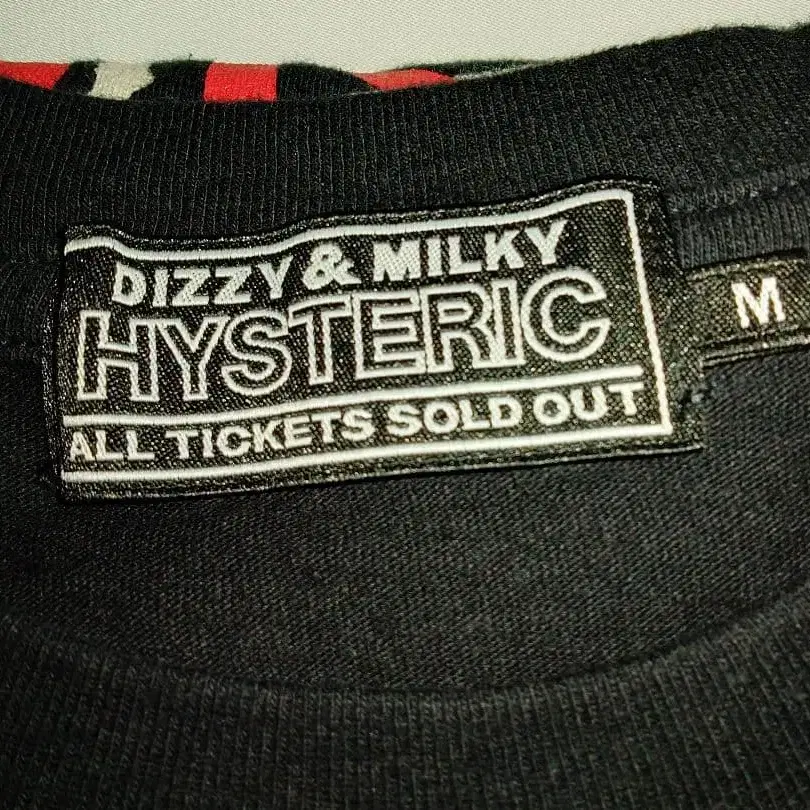 DIZZY & MILKY
HYSTERIC
ALL TICKETS SOLD OUT
M